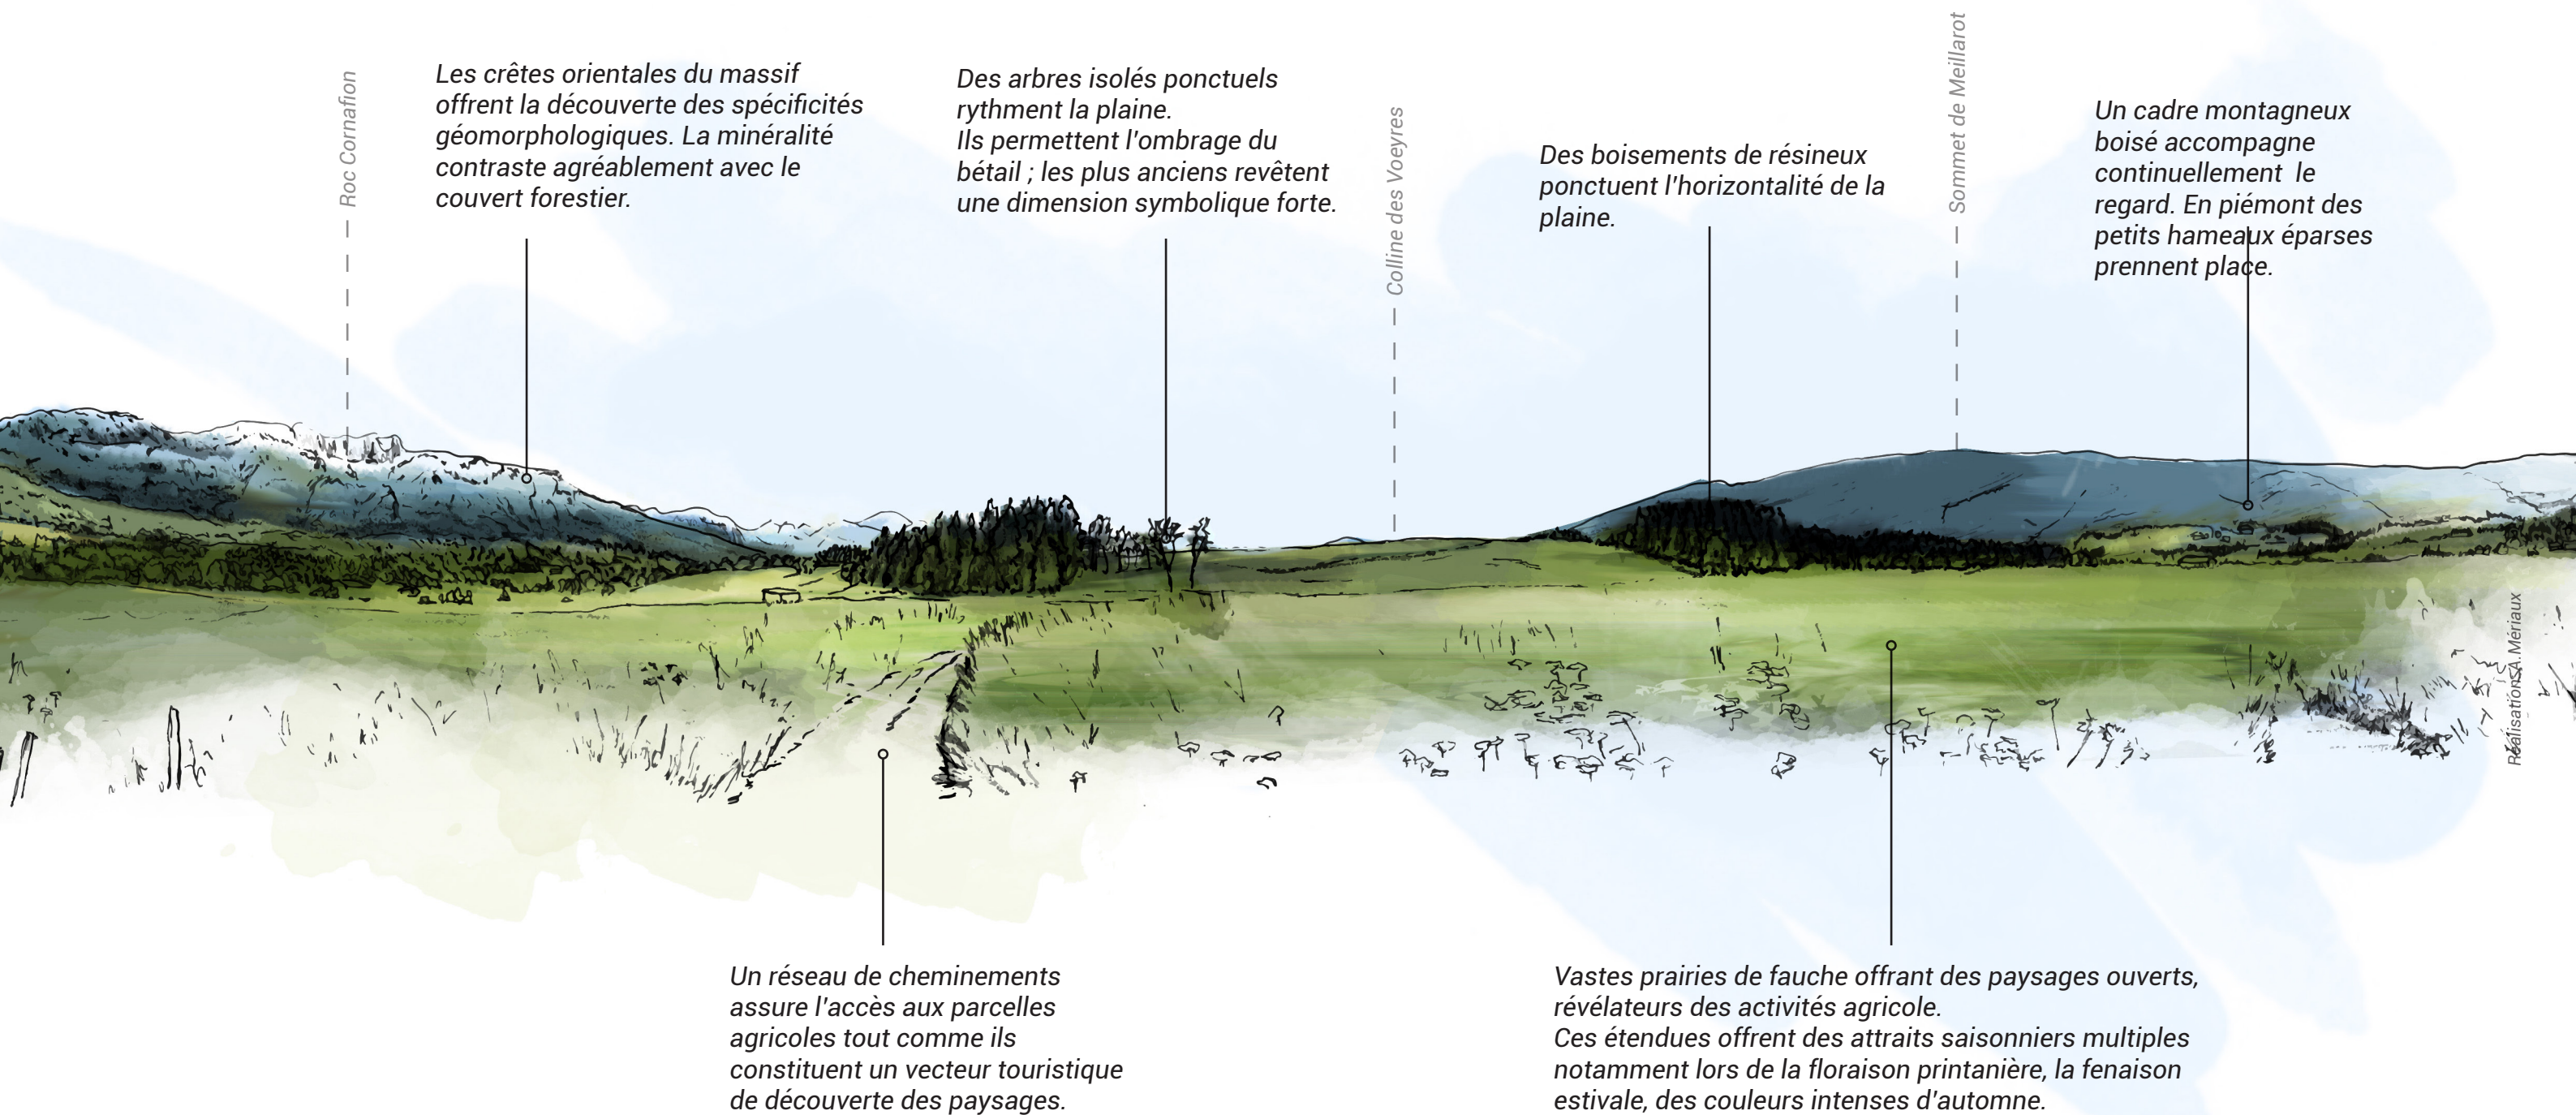 Roc Cornafion
Les crêtes orientales du massif
offrent la découverte des spécificités
géomorphologiques. La minéralité
contraste agréablement avec le
couvert forestier.
Des arbres isolés ponctuels
rythment la plaine.
Ils permettent l'ombrage du
bétail ; les plus anciens revêtent
une dimension symbolique forte.
Colline des Voeyres
Des boisements de résineux
ponctuent l'horizontalité de la
plaine.
Sommet de Meillarot
Un cadre montagneux
boisé accompagne
continuellement le
regard. En piémont des
petits hameaux éparses
prennent place.
Réalisation : A.Mériaux
Un réseau de cheminements
assure l'accès aux parcelles
agricoles tout comme ils
constituent un vecteur touristique
de découverte des paysages.
Vastes prairies de fauche offrant des paysages ouverts,
révélateurs des activités agricole.
Ces étendues offrent des attraits saisonniers multiples
notamment lors de la floraison printanière, la fenaison
estivale, des couleurs intenses d'automne.